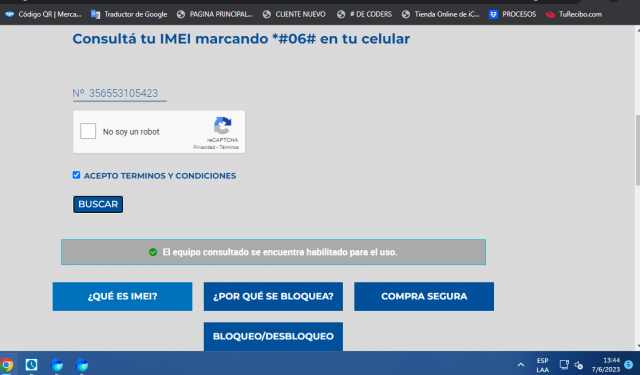 Código QR | Merca...
Traductor de Google
PAGINA PRINCIPAL...
CLIENTE NUEVO
# DE CODERS
Tienda Online de iC...
PROCESOS
TuRecibo.com
Consultá tu IMEI marcando *#06# en tu celular
Nº 356553105423
No soy un robot
reCAPTCHA
Privacidad • Términos
ACEPTO TERMINOS Y CONDICIONES
BUSCAR
El equipo consultado se encuentra habilitado para el uso.
¿QUÉ ES IMEI?
¿POR QUÉ SE BLOQUEA?
COMPRA SEGURA
BLOQUEO/DESBLOQUEO
ESP
LAA
13:44
7/6/2023